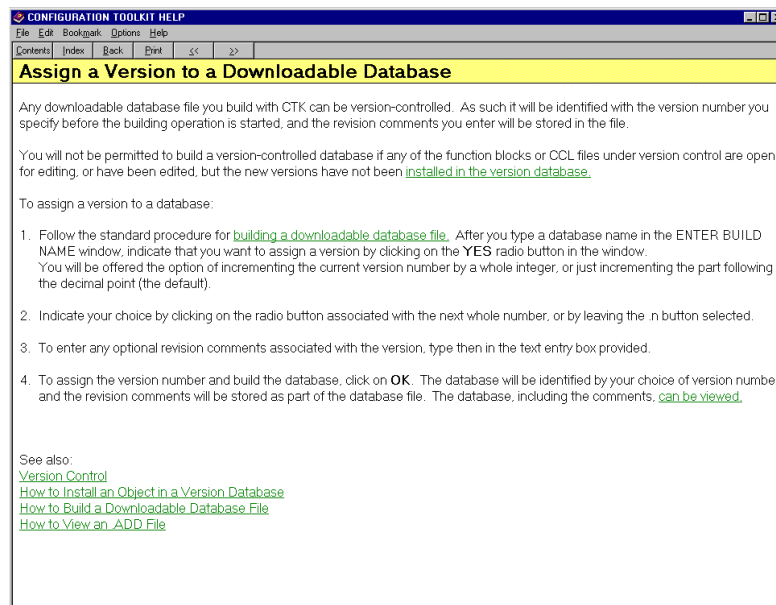 CONFIGURATION TOOLKIT HELP
File Edit Bookmark Options Help
Contents Index Back Print << >>
Assign a Version to a Downloadable Database
Any downloadable database file you build with CTK can be version-controlled. As such it will be identified with the version number you
specify before the building operation is started, and the revision comments you enter will be stored in the file.
You will not be permitted to build a version-controlled database if any of the function blocks or CCL files under version control are open
for editing, or have been edited, but the new versions have not been installed in the version database.
To assign a version to a database:
1. Follow the standard procedure for building a downloadable database file. After you type a database name in the ENTER BUILD
NAME window, indicate that you want to assign a version by clicking on the YES radio button in the window.
You will be offered the option of incrementing the current version number by a whole integer, or just incrementing the part following
the decimal point (the default).
2. Indicate your choice by clicking on the radio button associated with the next whole number, or by leaving the .n button selected.
3. To enter any optional revision comments associated with the version, type then in the text entry box provided.
4. To assign the version number and build the database, click on OK. The database will be identified by your choice of version numbe
and the revision comments will be stored as part of the database file. The database, including the comments, can be viewed.
See also:
Version Control
How to Install an Object in a Version Database
How to Build a Downloadable Database File
How to View an .ADD File